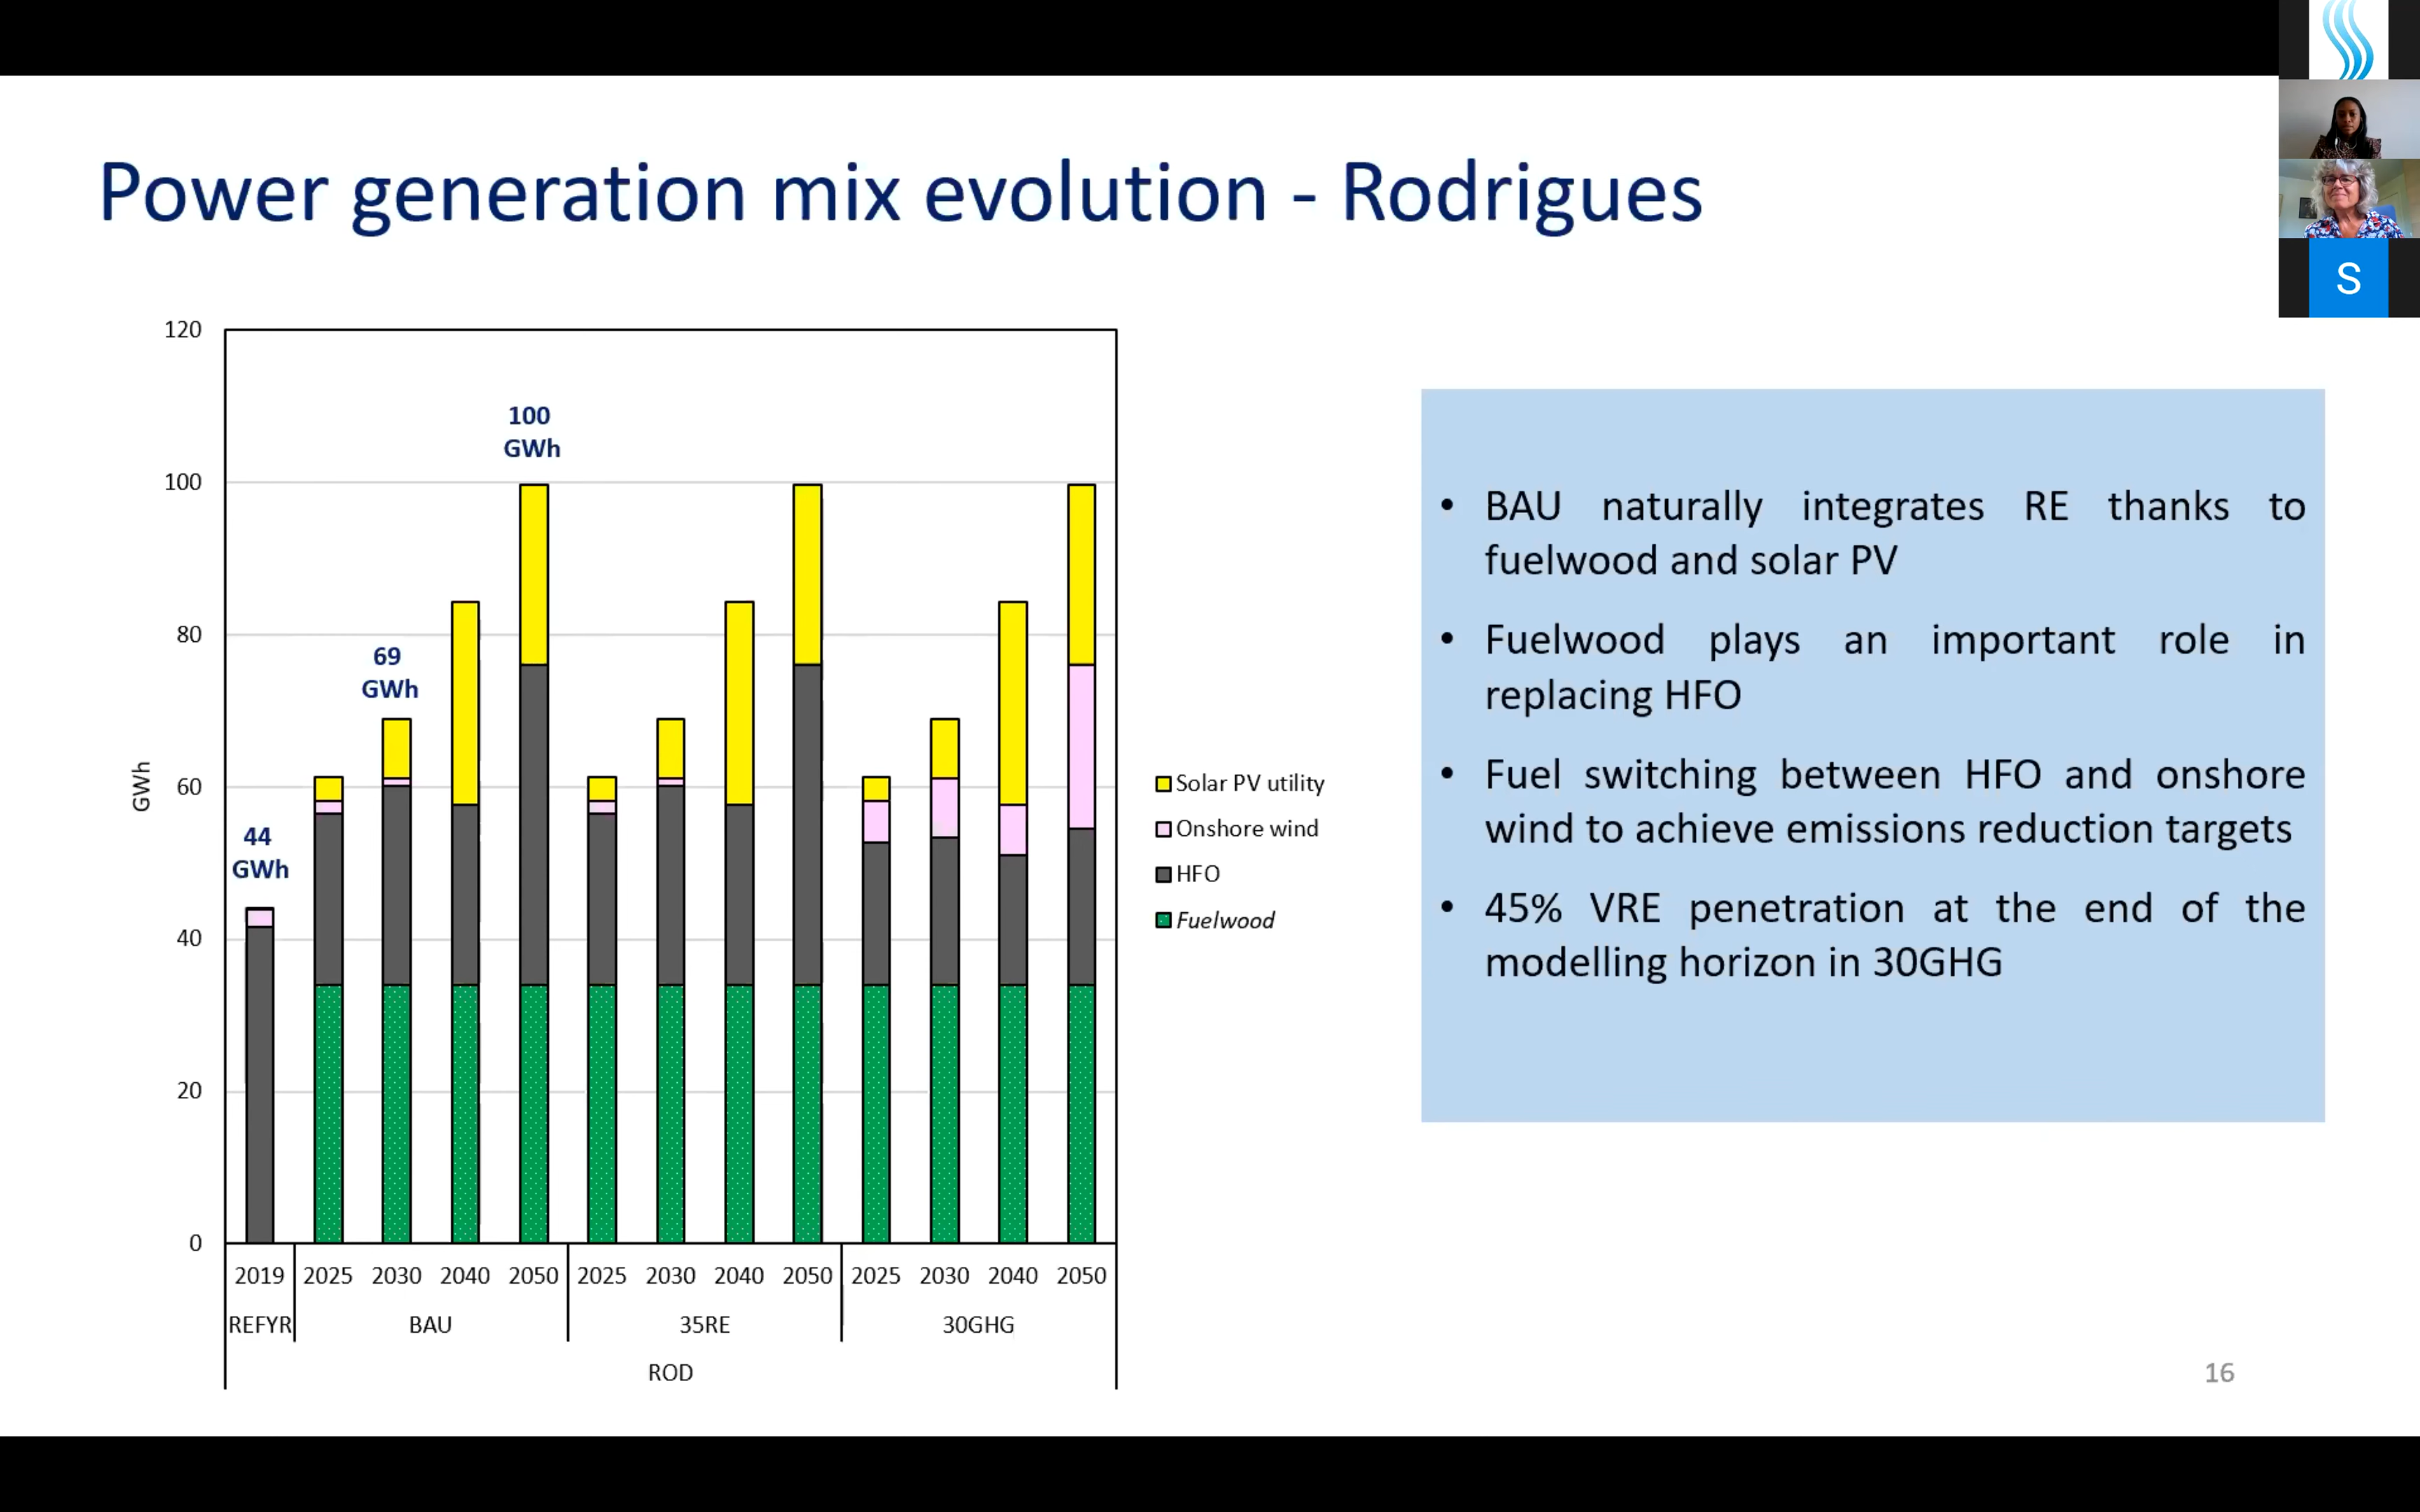 S
Power generation mix evolution - Rodrigues
120
100
80
60
40
20
0
GWh
44
GWh
69
GWh
100
GWh
2019 2025 2030 2040 2050 2025 2030 2040 2050 2025 2030 2040 2050
REFYR BAU 35RE 30GHG
ROD
Solar PV utility
Onshore wind
HFO
Fuelwood
• BAU naturally integrates RE thanks to
fuelwood and solar PV
• Fuelwood plays an important role in
replacing HFO
• Fuel switching between HFO and onshore
wind to achieve emissions reduction targets
• 45% VRE penetration at the end of the
modelling horizon in 30GHG
16